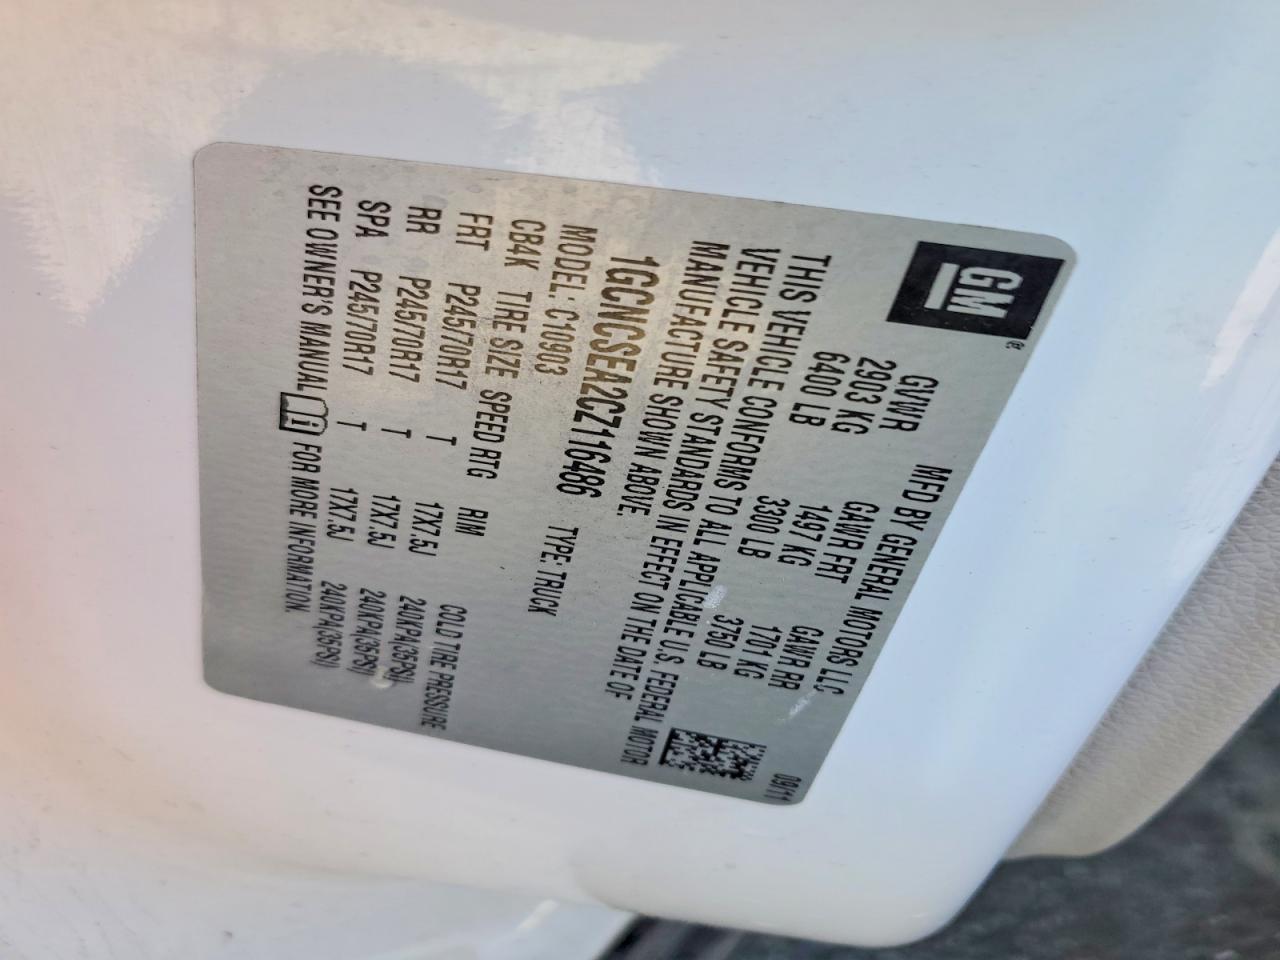 GM
MFD BY GENERAL MOTORS LLC 09/11
GVWR GAWR FRT GAWR RR
2903 KG 1497 KG 1701 KG
6400 LB 3300 LB 3750 LB
THIS VEHICLE CONFORMS TO ALL APPLICABLE U.S. FEDERAL MOTOR
VEHICLE SAFETY STANDARDS IN EFFECT ON THE DATE OF
MANUFACTURE SHOWN ABOVE.
1GCNCSEA2CZ116486 TYPE: TRUCK
MODEL: C10903
CB4K TIRE SIZE SPEED RTG RIM COLD TIRE PRESSURE
FRT P245/70R17 T 17X7.5J 240KPA(35PSI)
RR P245/70R17 T 17X7.5J 240KPA(35PSI)
SPA P245/70R17 T 17X7.5J 240KPA(35PSI)
SEE OWNER'S MANUAL i FOR MORE INFORMATION